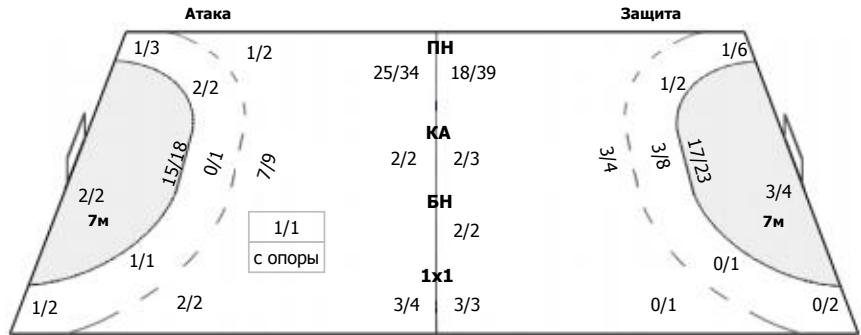 Атака Защита
1/3 1/2 ПН 1/6
25/34 18/39
2/2 1/2
КА
15/18 0/1 7/9 2/2 2/3 3/4 3/8 17/23
2/2 БН 3/4
7м 7м
1/1 2/2
с опоры
1/1 0/1
1x1
1/2 2/2 3/4 3/3 0/1 0/2